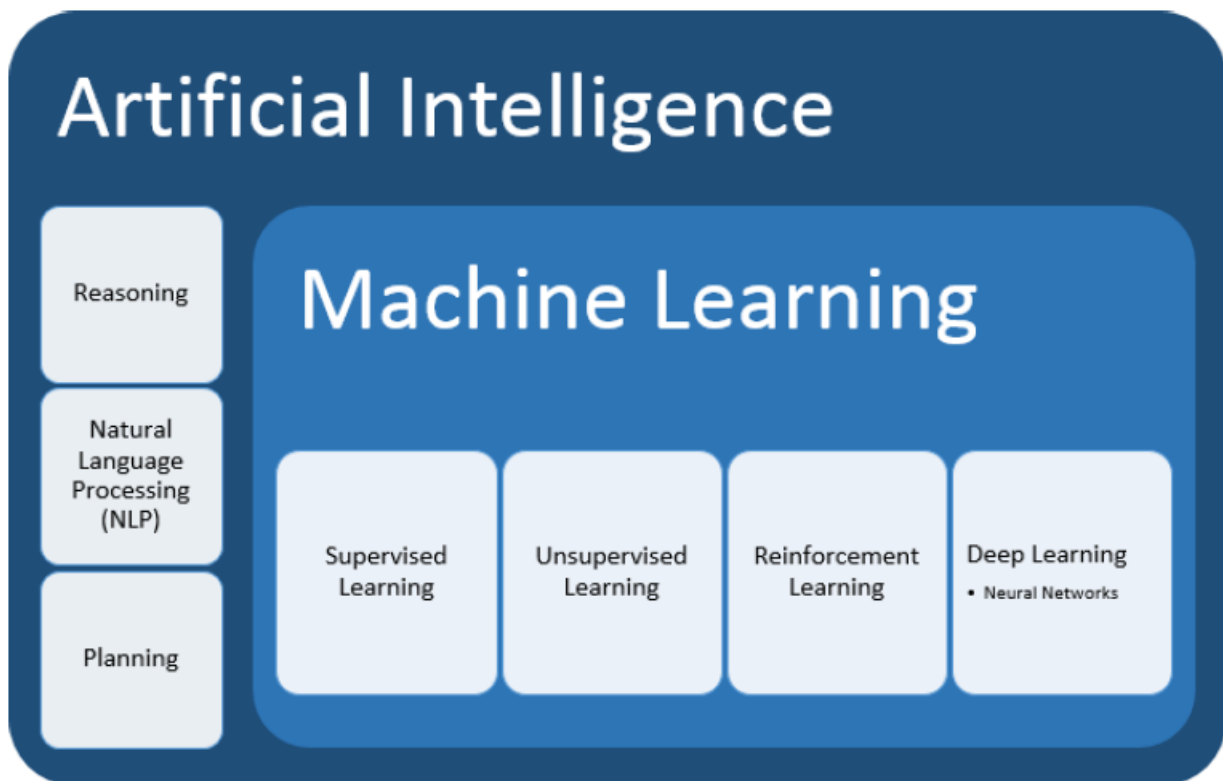 Artificial Intelligence
Reasoning
Natural
Language
Processing
(NLP)
Planning
Machine Learning
Supervised
Learning
Unsupervised
Learning
Reinforcement
Learning
Deep Learning
• Neural Networks